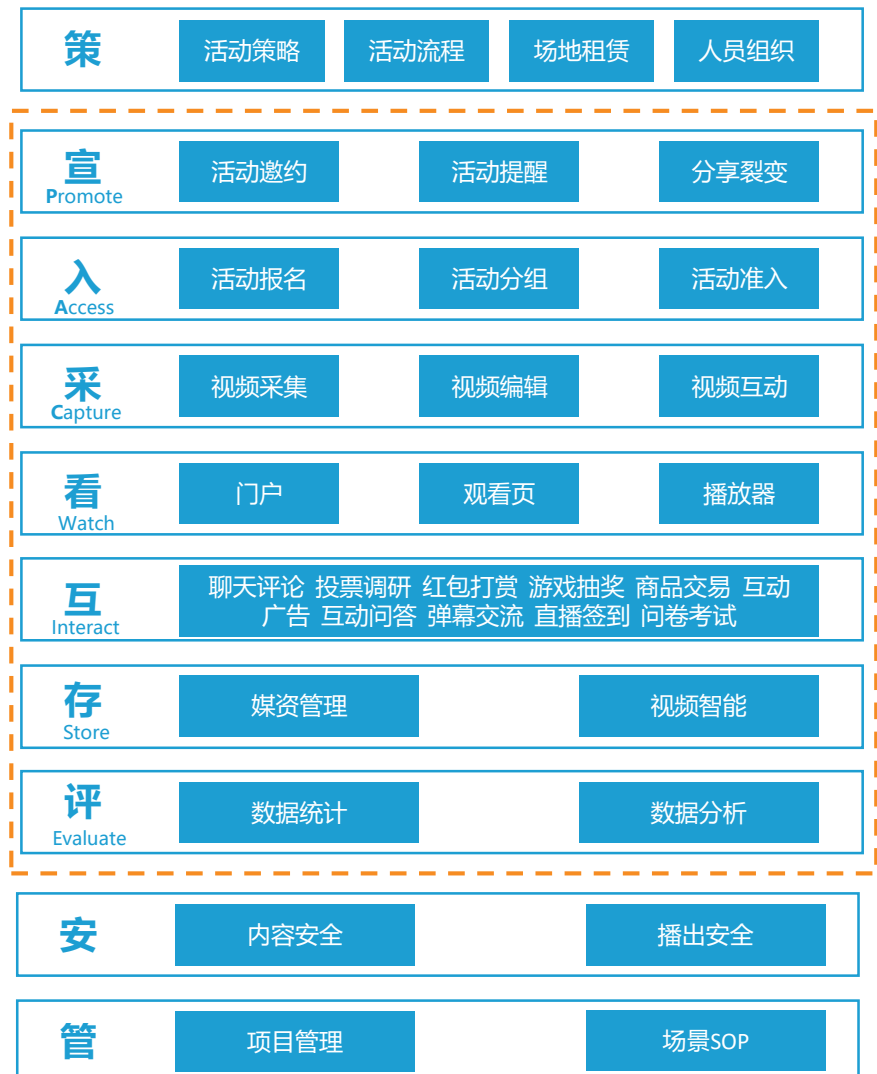 策
活动策略 活动流程 场地租赁 人员组织
宣
Promote
活动邀约 活动提醒 分享裂变
入
Access
活动报名 活动分组 活动准入
采
Capture
视频采集 视频编辑 视频互动
看
Watch
门户 观看页 播放器
互
Interact
聊天评论 投票调研 红包打赏 游戏抽奖 商品交易 互动
广告 互动问答 弹幕交流 直播签到 问卷考试
存
Store
媒资管理 视频智能
评
Evaluate
数据统计 数据分析
安
内容安全 播出安全
管
项目管理 场景SOP